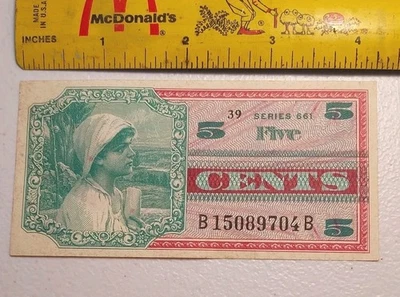 MADE
IN U.S.A.
McDonald's
INCHES 1 2 3 4
5 39 SERIES 661 5
Five
CENTS
B15089704B 5